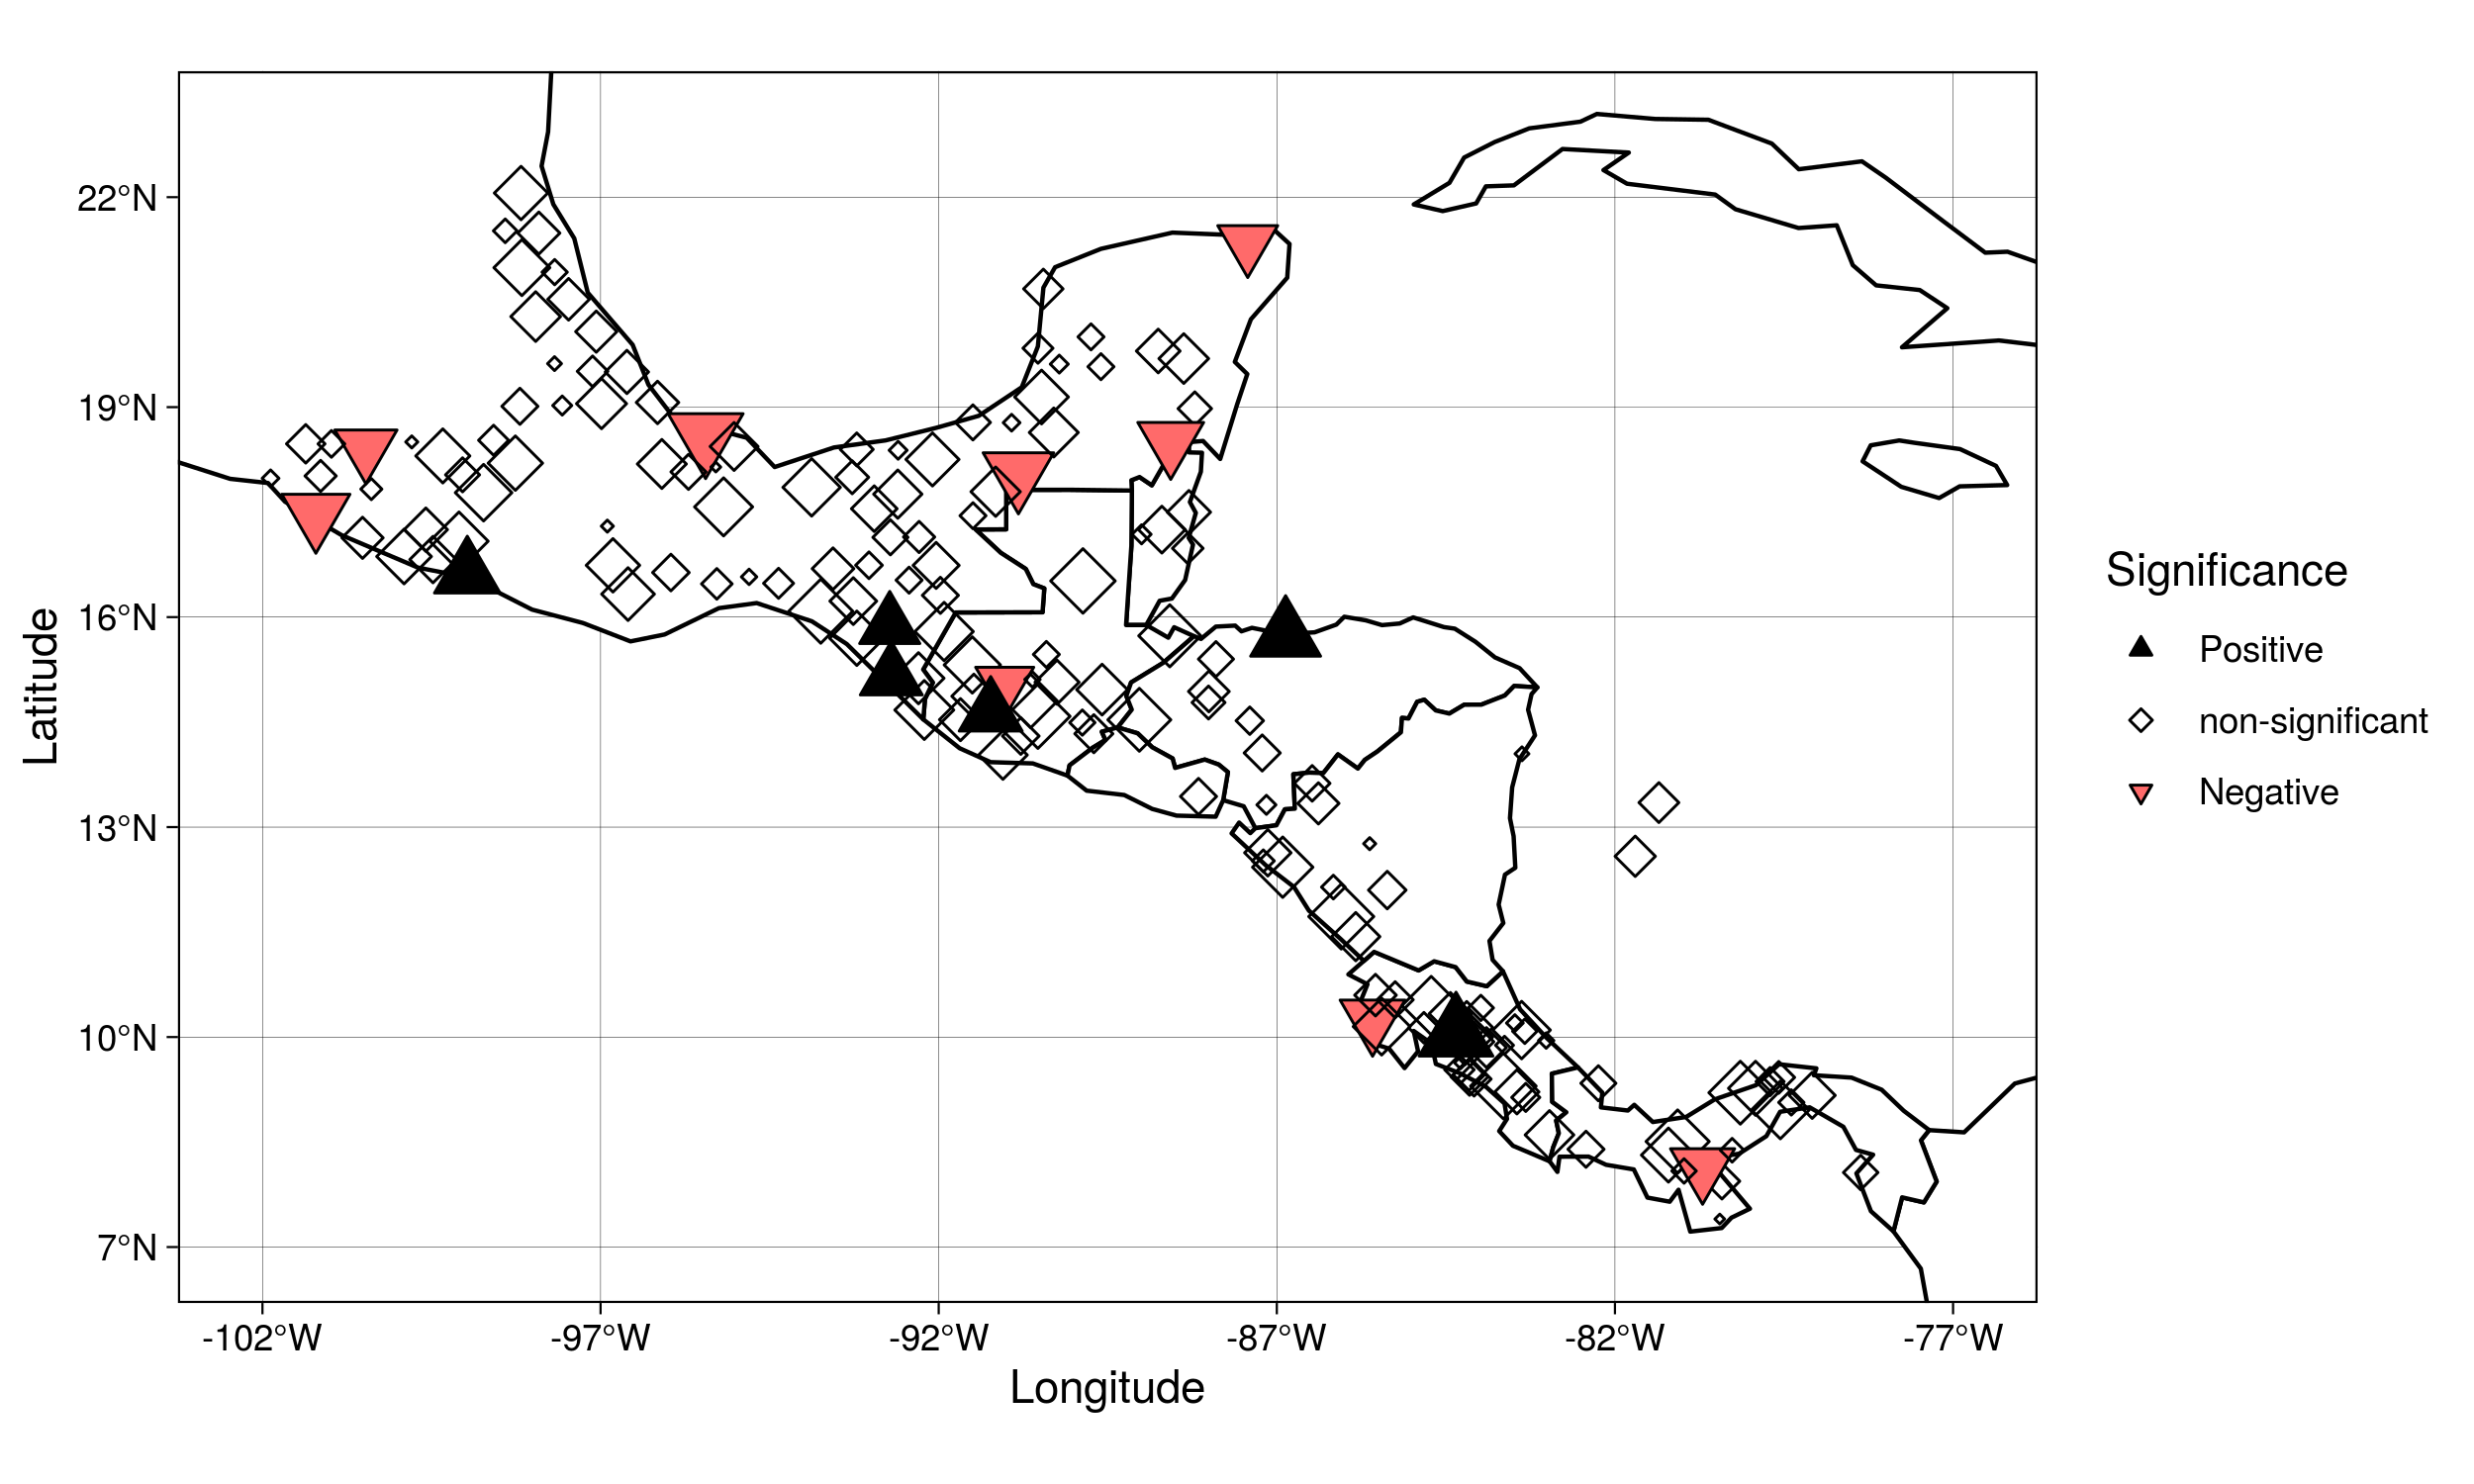 22°N
19°N
16°N
13°N
10°N
7°N
Latitude
-102°W
-97°W
-92°W
-87°W
-82°W
-77°W
Longitude
Significance
Positive
non-significant
Negative